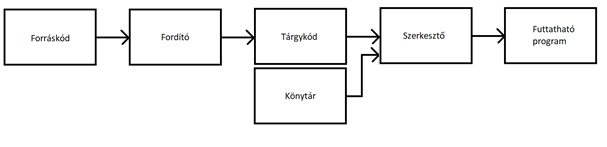 Forráskód
Fordító
Tárgykód
Szerkesztő
Futtatható
program
Könytár